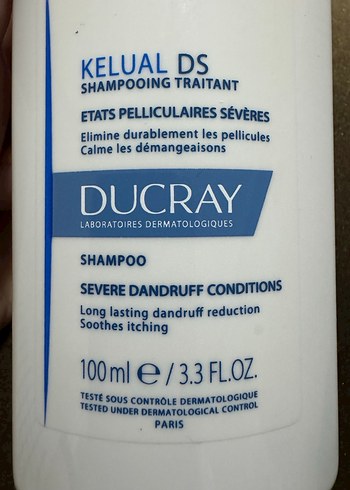 KELUAL DS
SHAMPOOING TRAITANT
ETATS PELLICULAIRES SÉVÈRES
Elimine durablement les pellicules
Calme les démangeaisons
DUCRAY
LABORATOIRES DERMATOLOGIQUES
SHAMPOO
SEVERE DANDRUFF CONDITIONS
Long lasting dandruff reduction
Soothes itching
100 ml ℮ / 3.3 FL.OZ.
TESTÉ SOUS CONTRÔLE DERMATOLOGIQUE
TESTED UNDER DERMATOLOGICAL CONTROL
PARIS